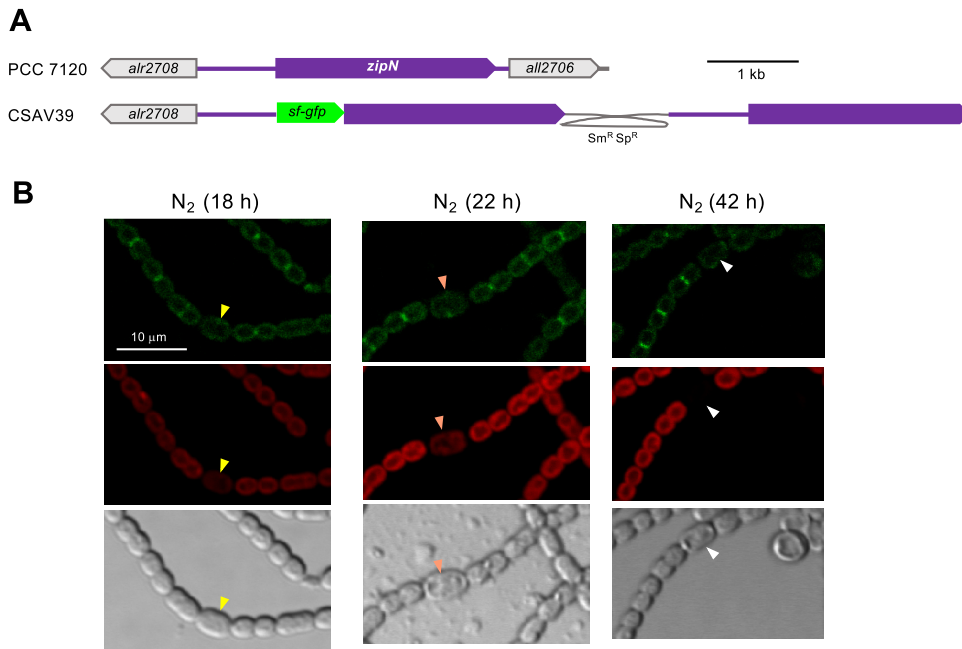 A
PCC 7120
alr2708
zipN
all2706
1 kb
CSAV39
alr2708
sf-gfp
Smᴿ Spᴿ
B
N₂ (18 h)
N₂ (22 h)
N₂ (42 h)
10 μm